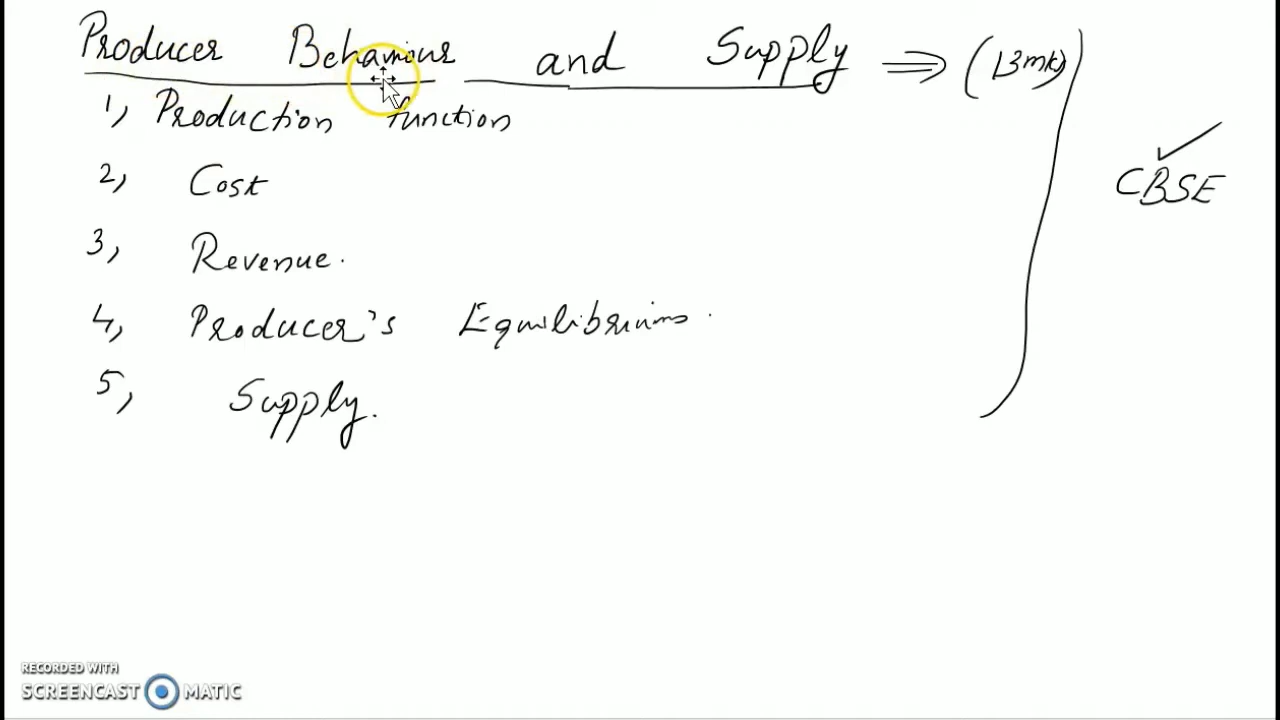 Producer Behaviour and Supply ⇒ (13mk)
1, Production function
2, Cost
3, Revenue.
4, Producer's Equilibrium.
5, Supply.
✓
CBSE
RECORDED WITH
SCREENCAST MATIC